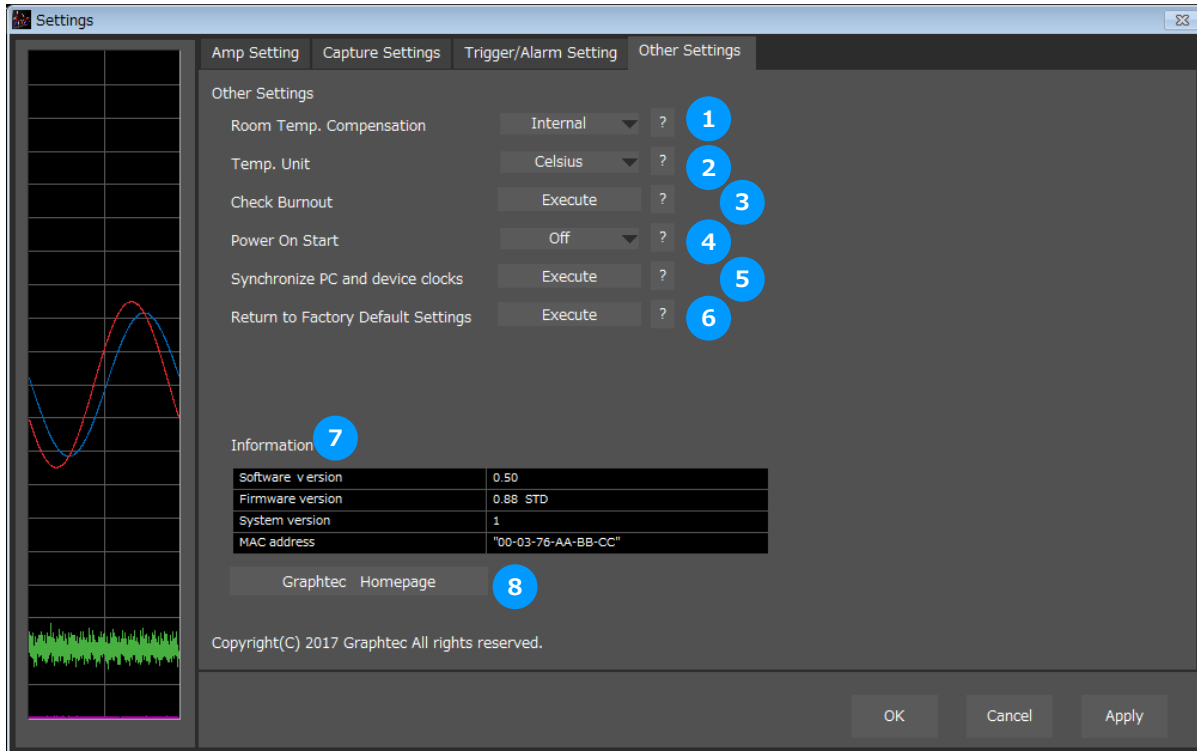 Settings
Amp Setting Capture Settings Trigger/Alarm Setting Other Settings
Other Settings
Room Temp. Compensation Internal ? 1
Temp. Unit Celsius ? 2
Check Burnout Execute ? 3
Power On Start Off ? 4
Synchronize PC and device clocks Execute ? 5
Return to Factory Default Settings Execute ? 6
Information 7
Software version 0.50
Firmware version 0.88 STD
System version 1
MAC address "00-03-76-AA-BB-CC"
Graphtec Homepage 8
Copyright(C) 2017 Graphtec All rights reserved.
OK Cancel Apply